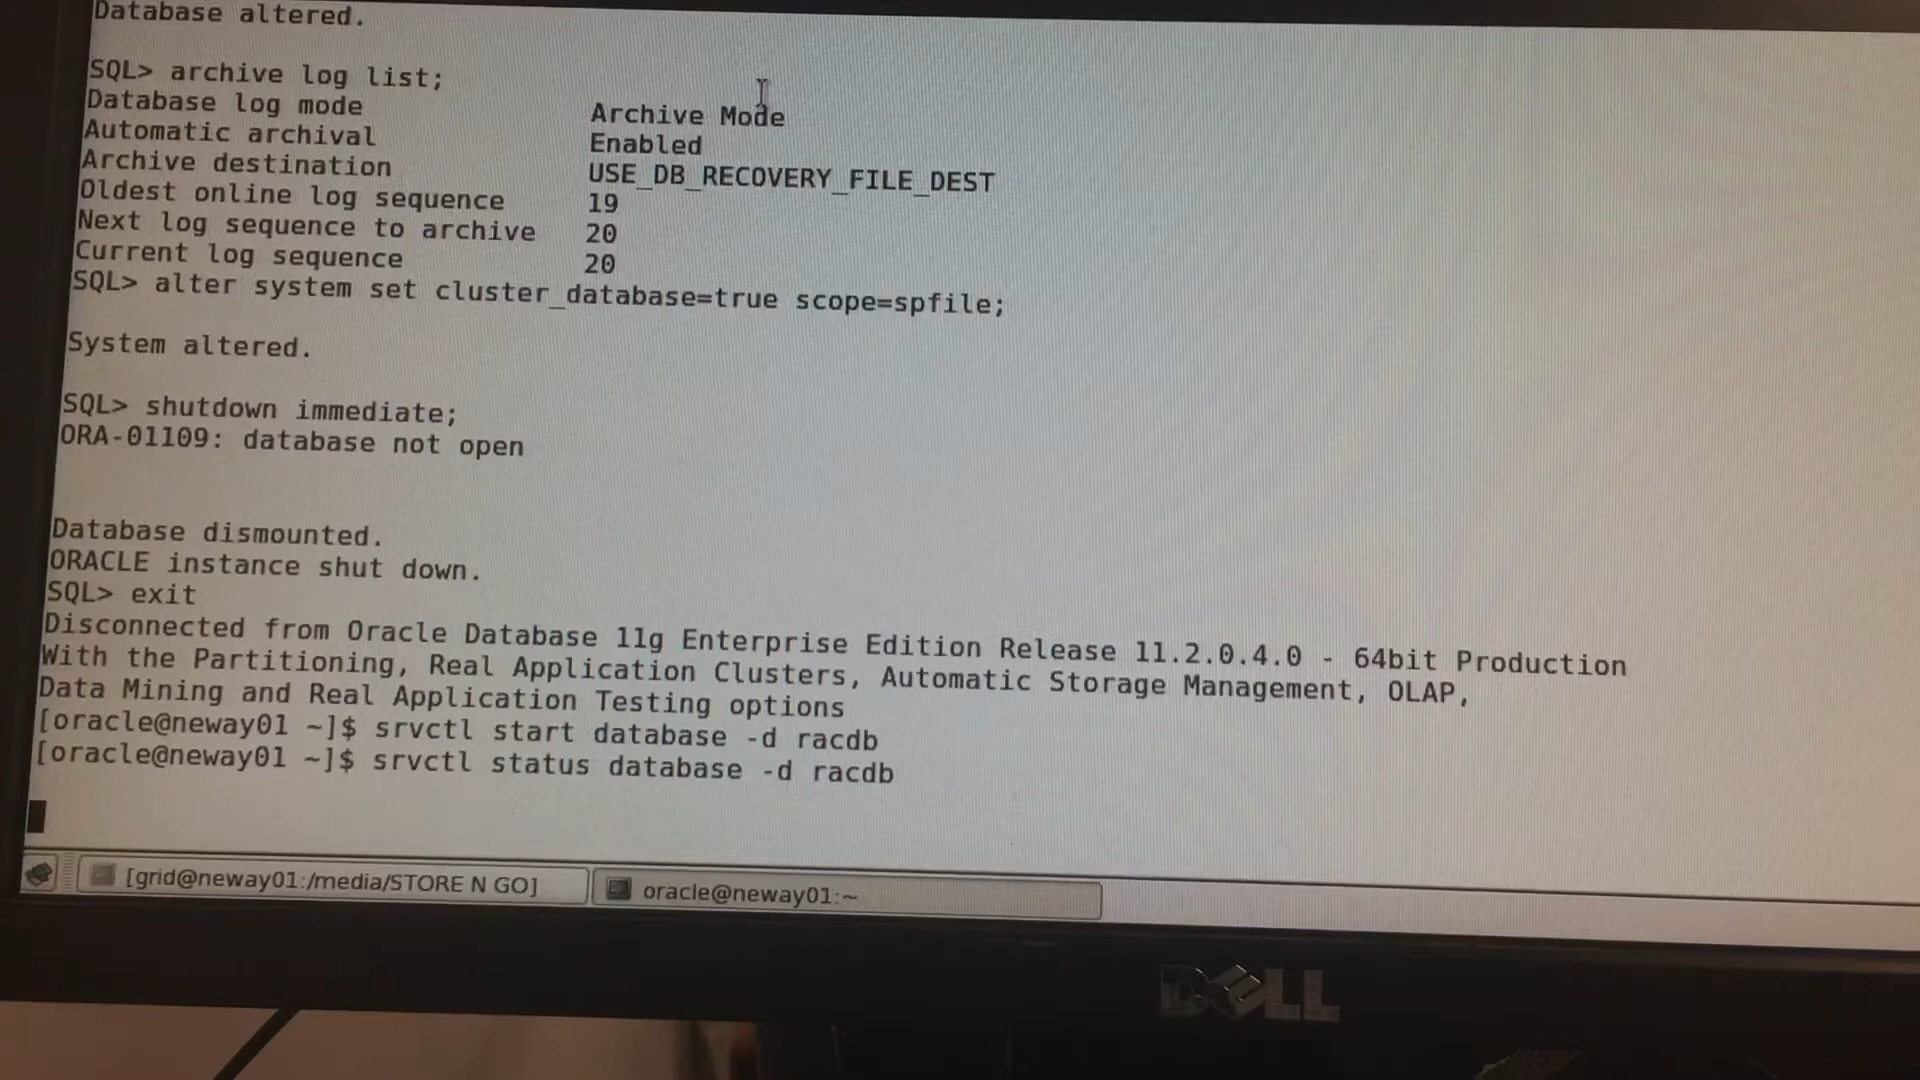 Database altered.
SQL> archive log list;
Database log mode Archive Mode
Automatic archival Enabled
Archive destination USE_DB_RECOVERY_FILE_DEST
Oldest online log sequence 19
Next log sequence to archive 20
Current log sequence 20
SQL> alter system set cluster_database=true scope=spfile;
System altered.
SQL> shutdown immediate;
ORA-01109: database not open
Database dismounted.
ORACLE instance shut down.
SQL> exit
Disconnected from Oracle Database 11g Enterprise Edition Release 11.2.0.4.0 - 64bit Production
With the Partitioning, Real Application Clusters, Automatic Storage Management, OLAP,
Data Mining and Real Application Testing options
[oracle@neway01 ~]$ srvctl start database -d racdb
[oracle@neway01 ~]$ srvctl status database -d racdb
[grid@neway01:/media/STORE N GO]
oracle@neway01:~
DELL